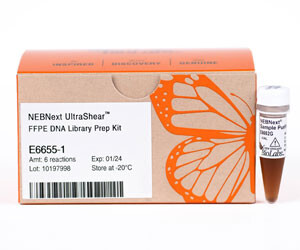 NEBNext UltraShear™
FFPE DNA Library Prep Kit
E6655-1
Amt: 6 reactions Exp: 01/24
Lot: 10197998 Store at -20°C
NEBNext®
Sample Purif